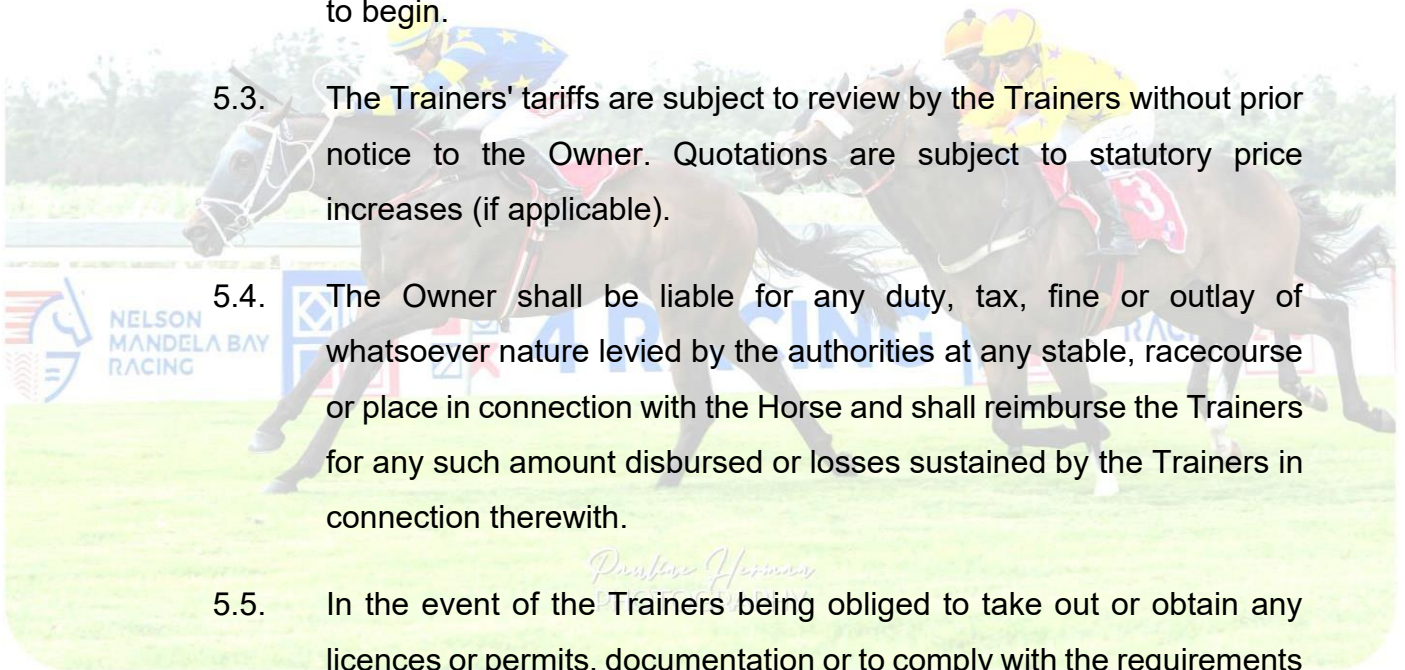 to begin.
5.3. The Trainers' tariffs are subject to review by the Trainers without prior
notice to the Owner. Quotations are subject to statutory price
increases (if applicable).
5.4. The Owner shall be liable for any duty, tax, fine or outlay of
whatsoever nature levied by the authorities at any stable, racecourse
or place in connection with the Horse and shall reimburse the Trainers
for any such amount disbursed or losses sustained by the Trainers in
connection therewith.
5.5. In the event of the Trainers being obliged to take out or obtain any
licences or permits, documentation or to comply with the requirements
NELSON
MANDELA BAY
RACING
4 RACING
3
Pauline Herman
PHOTOGRAPHY